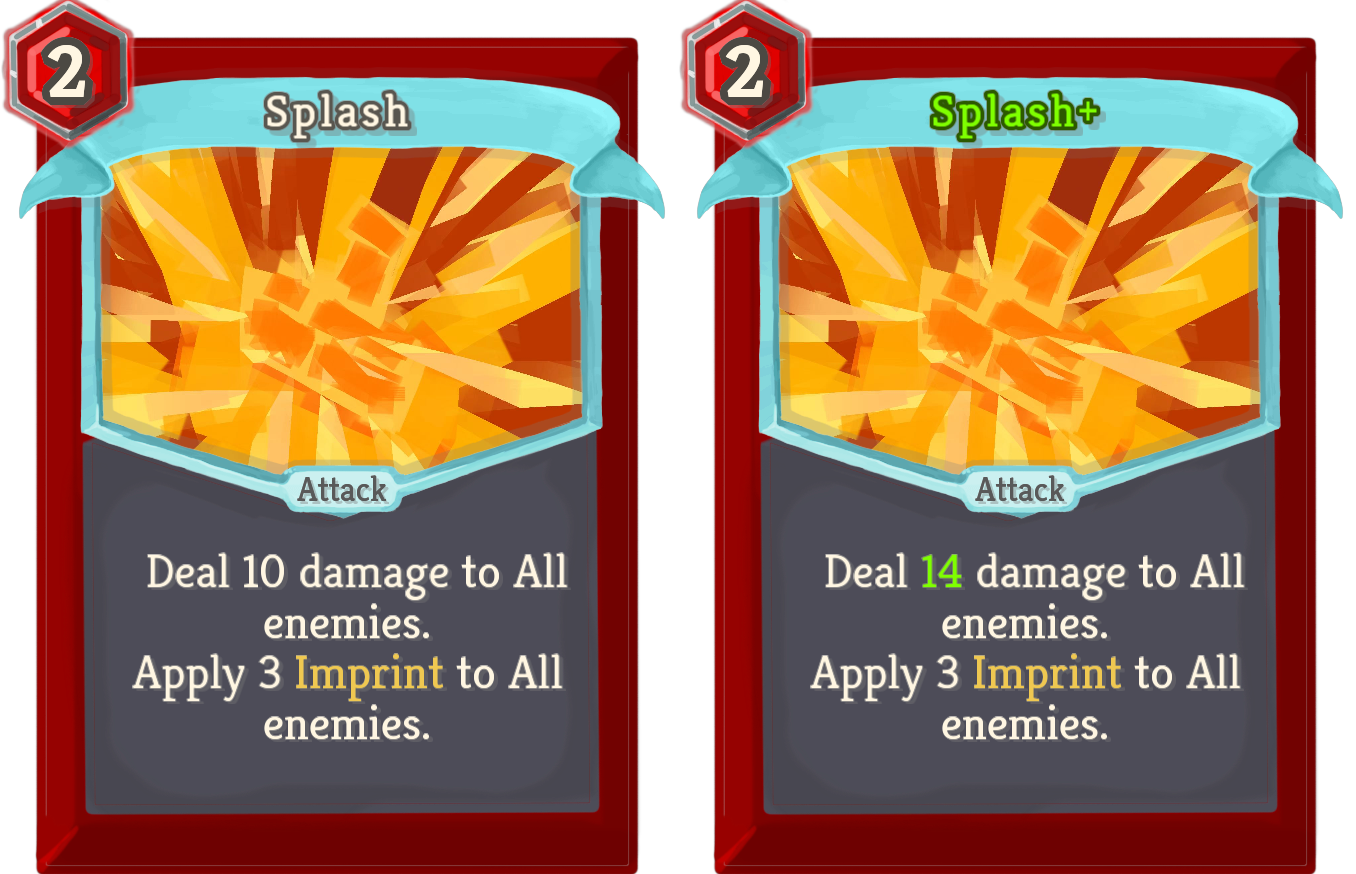 2
Splash
Attack
Deal 10 damage to All
enemies.
Apply 3 Imprint to All
enemies.
2
Splash+
Attack
Deal 14 damage to All
enemies.
Apply 3 Imprint to All
enemies.